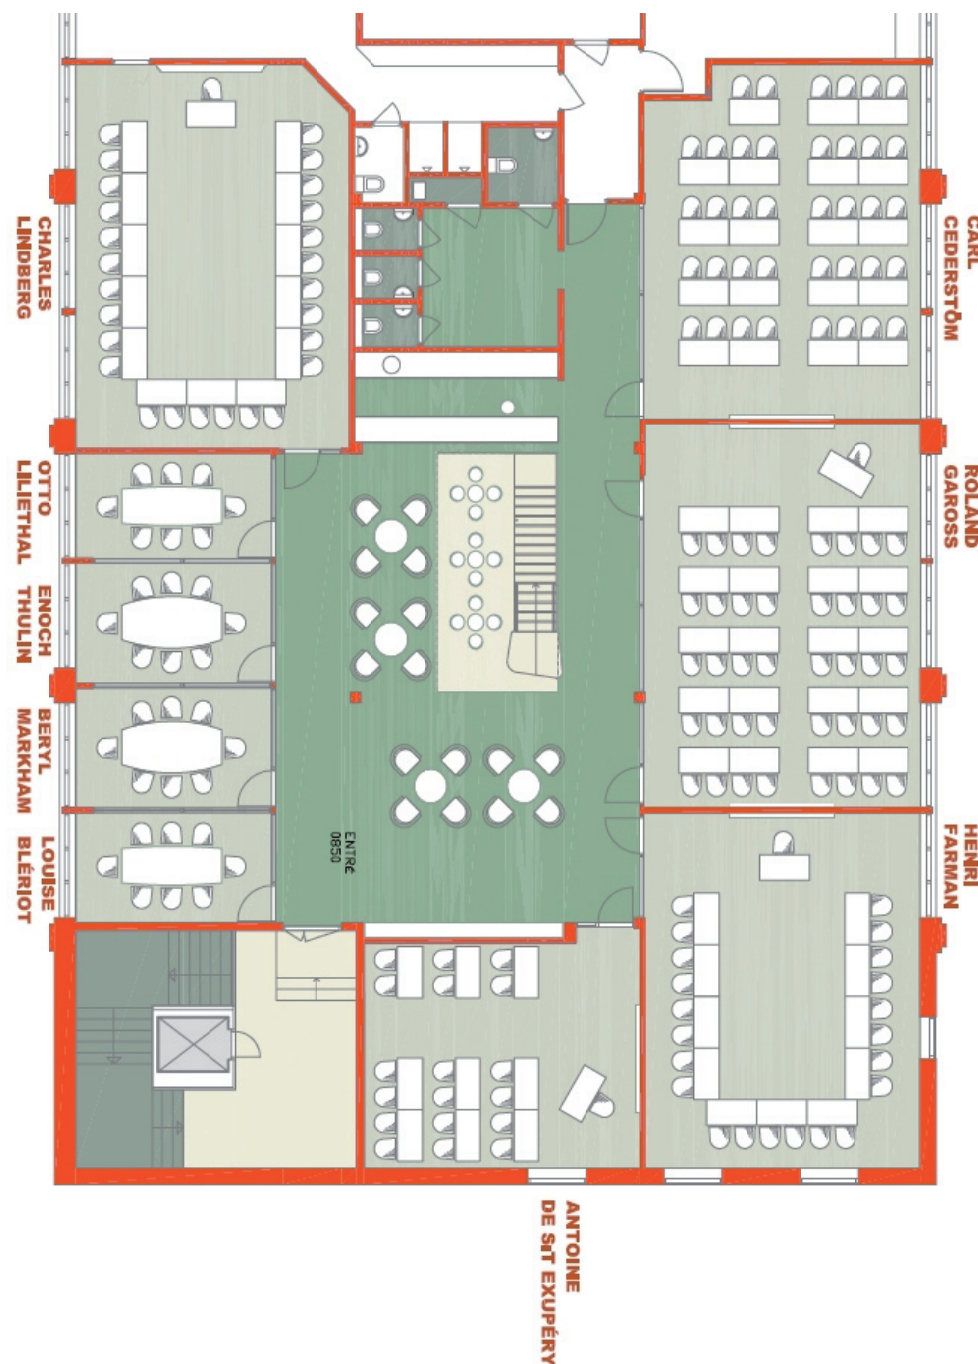 CHARLES
LINDBERG
OTTO
LILIETHAL
ENOCH
THULIN
BERYL
MARKHAM
LOUISE
BLÉRIOT
CARL
CEDERSTÖM
ROLAND
GAROSS
HENRI
FARMAN
ENTRÉ
0850
ANTOINE
DE SIT EXUPÉRY